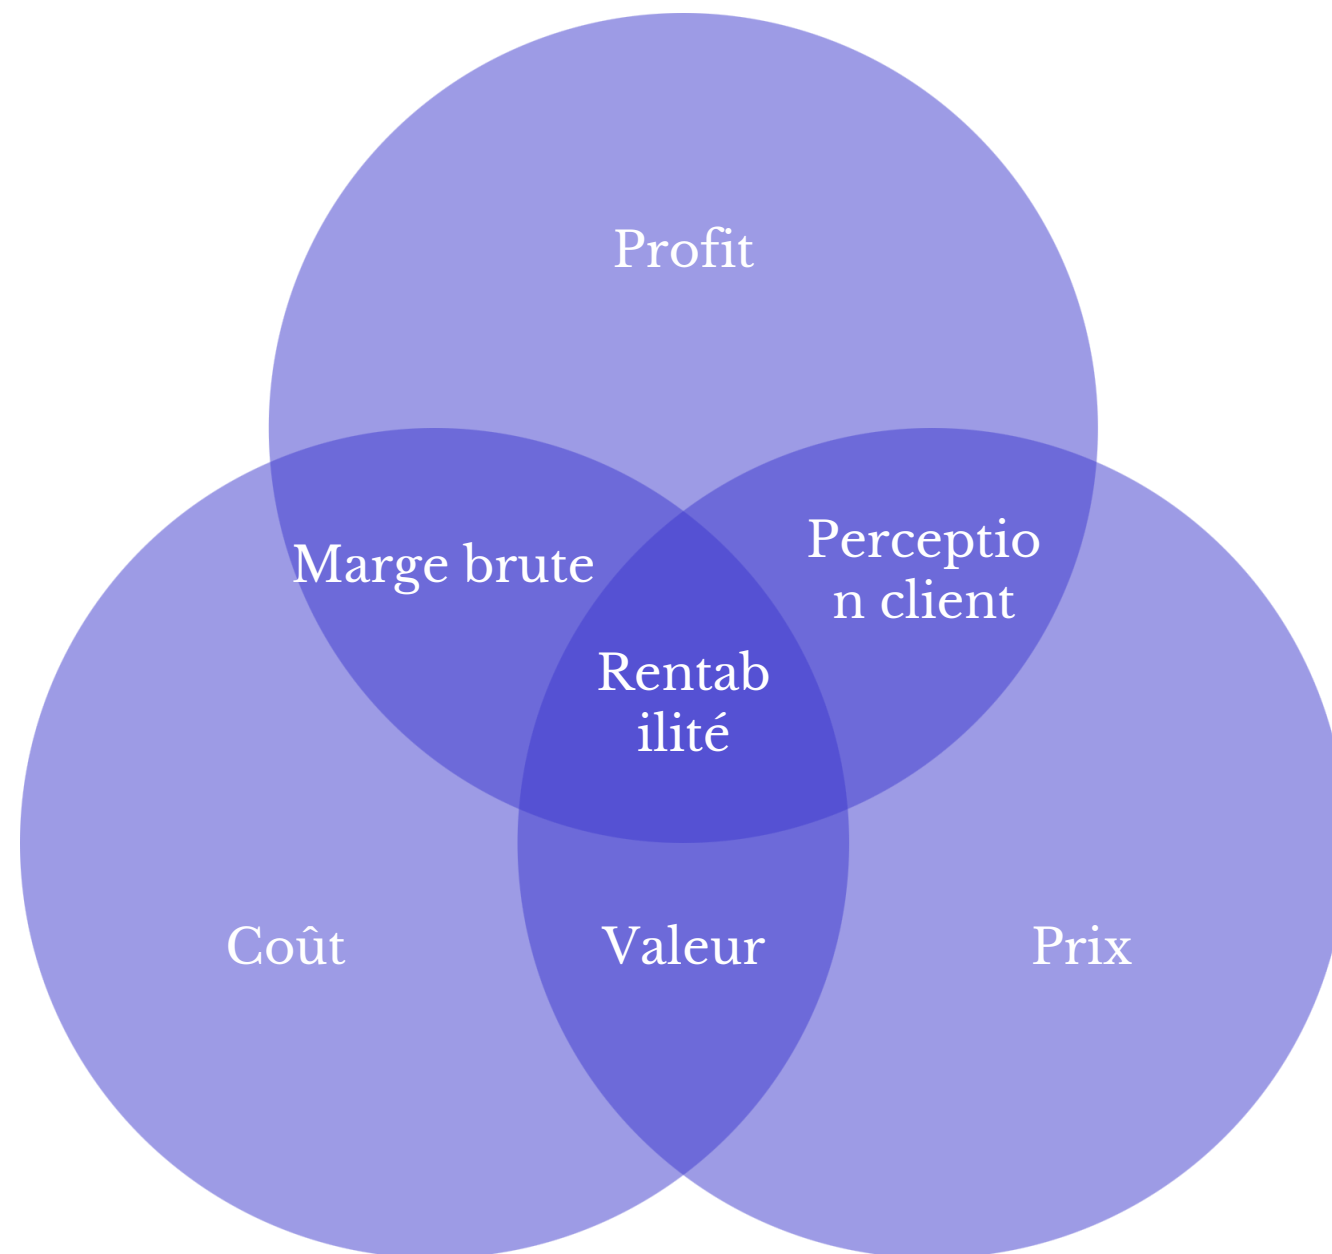 Profit
Marge brute
Perceptio
n client
Rentab
ilité
Coût
Valeur
Prix